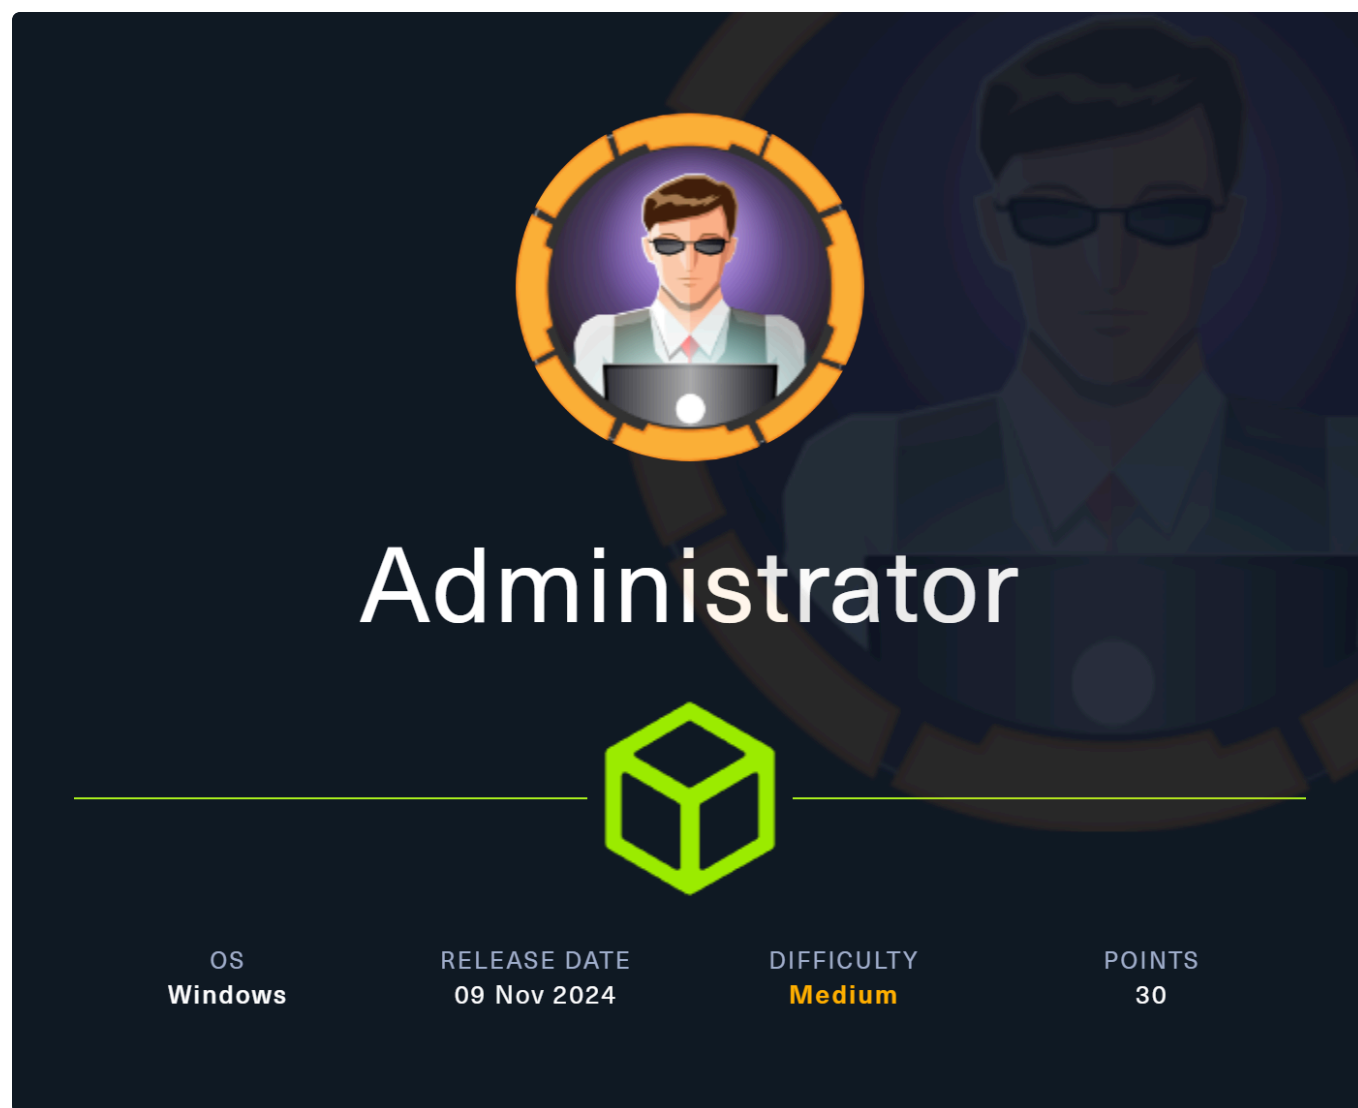 Administrator
OS
Windows
RELEASE DATE
09 Nov 2024
DIFFICULTY
Medium
POINTS
30